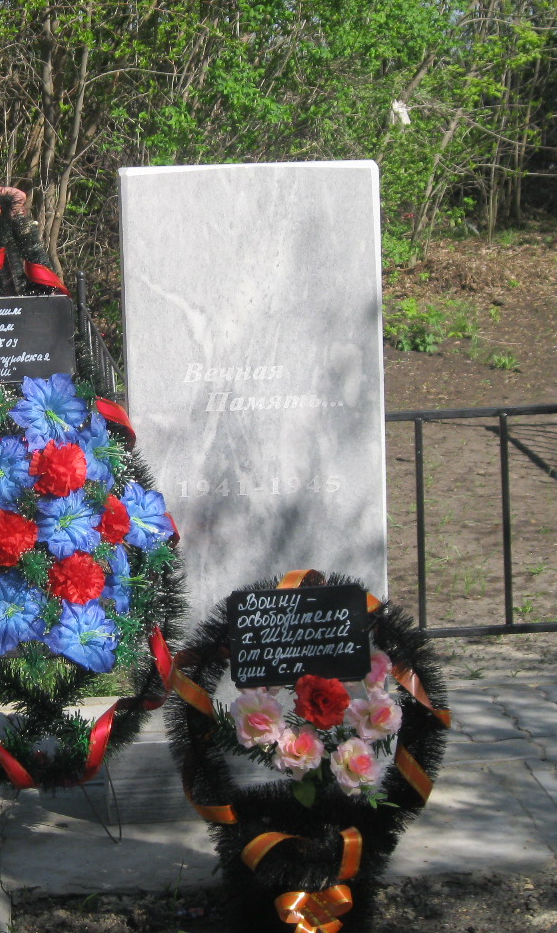 Вечная
Память...
1941-1945
Воину-
освободителю
х. Широкий
от администра-
ции с.п.